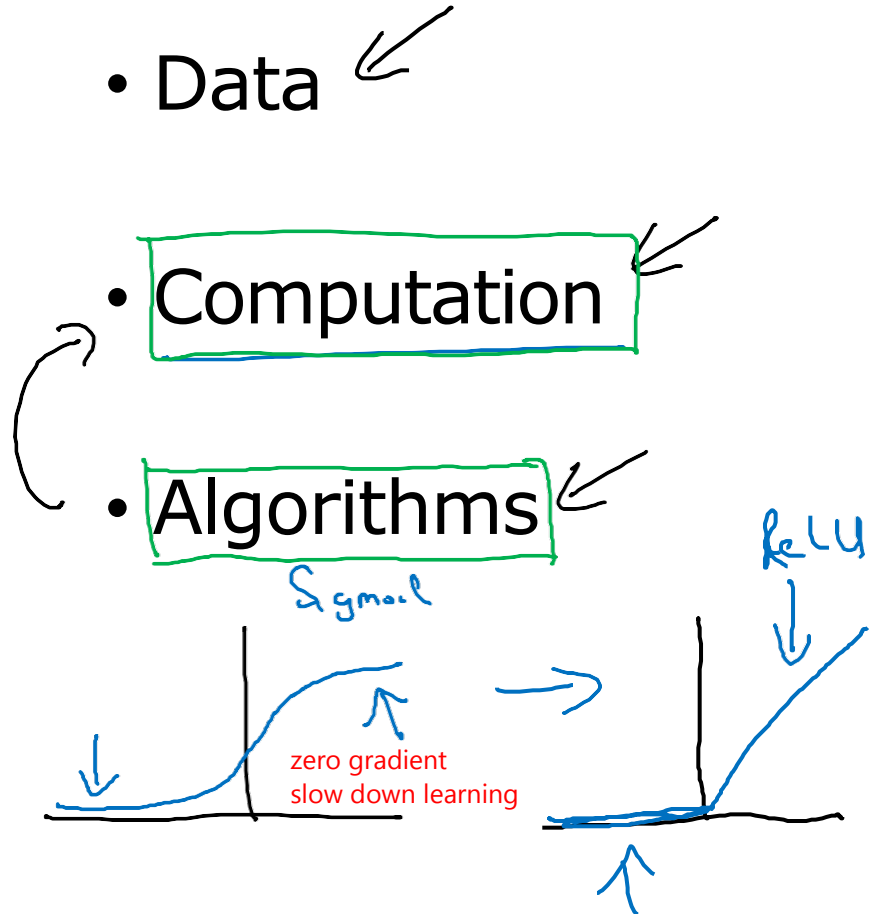 • Data
• Computation
• Algorithms
Sigmoid
ReLU
zero gradient
slow down learning